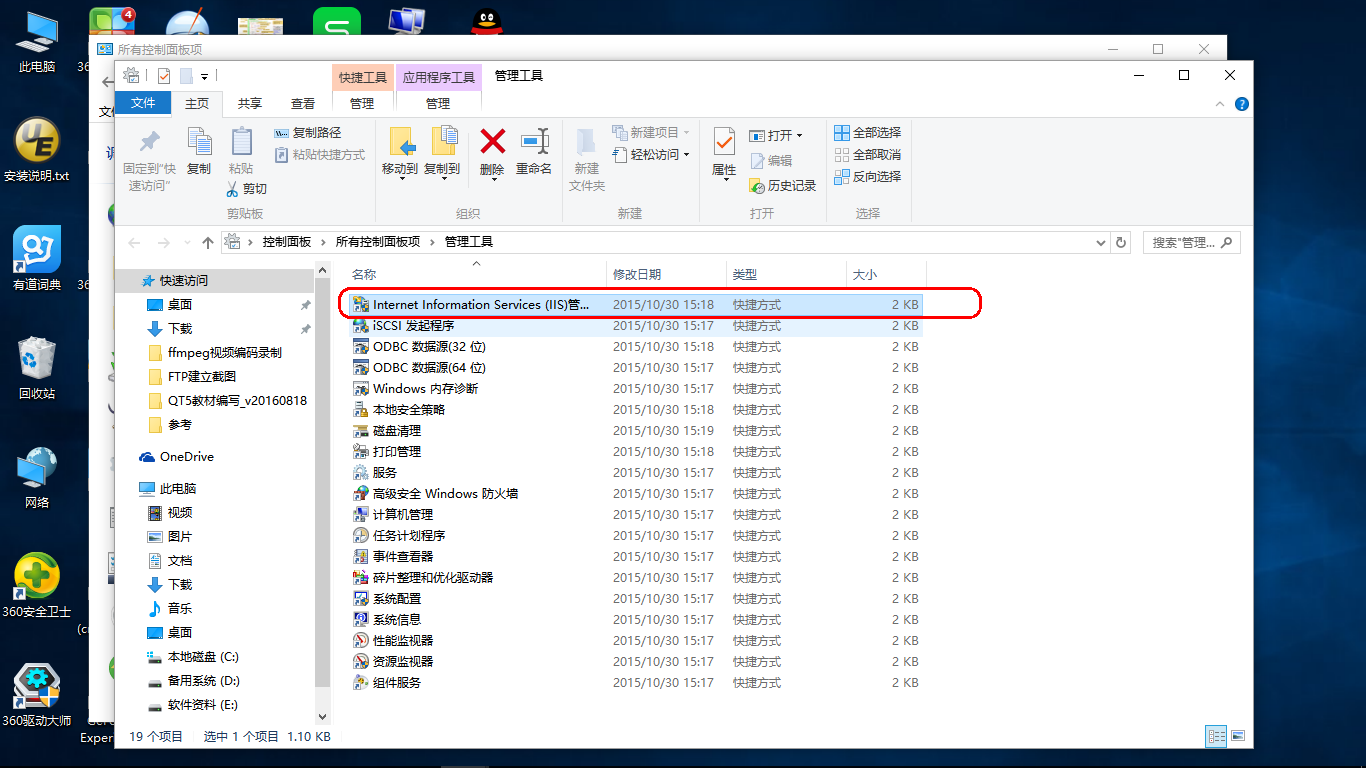 4
此电脑
36
安装说明.txt
有道词典
36
回收站
网络
360安全卫士
360驱动大师
Exper
所有控制面板项
快捷工具
应用程序工具
管理工具
文件
主页
共享
查看
管理
管理
固定到"快
速访问"
复制
粘贴
复制路径
粘贴快捷方式
剪切
剪贴板
移动到
复制到
删除
重命名
组织
新建
文件夹
新建项目
轻松访问
新建
属性
打开
编辑
历史记录
打开
全部选择
全部取消
反向选择
选择
控制面板 › 所有控制面板项 › 管理工具
搜索"管理...
快速访问
桌面
下载
ffmpeg视频编码录制
FTP建立截图
QT5教材编写_v20160818
参考
OneDrive
此电脑
视频
图片
文档
下载
音乐
桌面
本地磁盘 (C:)
备用系统 (D:)
软件资料 (E:)
名称 修改日期 类型 大小
Internet Information Services (IIS)管... 2015/10/30 15:18 快捷方式 2 KB
iSCSI 发起程序 2015/10/30 15:17 快捷方式 2 KB
ODBC 数据源(32 位) 2015/10/30 15:18 快捷方式 2 KB
ODBC 数据源(64 位) 2015/10/30 15:17 快捷方式 2 KB
Windows 内存诊断 2015/10/30 15:17 快捷方式 2 KB
本地安全策略 2015/10/30 15:18 快捷方式 2 KB
磁盘清理 2015/10/30 15:19 快捷方式 2 KB
打印管理 2015/10/30 15:18 快捷方式 2 KB
服务 2015/10/30 15:17 快捷方式 2 KB
高级安全 Windows 防火墙 2015/10/30 15:17 快捷方式 2 KB
计算机管理 2015/10/30 15:17 快捷方式 2 KB
任务计划程序 2015/10/30 15:17 快捷方式 2 KB
事件查看器 2015/10/30 15:17 快捷方式 2 KB
碎片整理和优化驱动器 2015/10/30 15:17 快捷方式 2 KB
系统配置 2015/10/30 15:17 快捷方式 2 KB
系统信息 2015/10/30 15:17 快捷方式 2 KB
性能监视器 2015/10/30 15:17 快捷方式 2 KB
资源监视器 2015/10/30 15:17 快捷方式 2 KB
组件服务 2015/10/30 15:17 快捷方式 2 KB
19 个项目 选中 1 个项目 1.10 KB